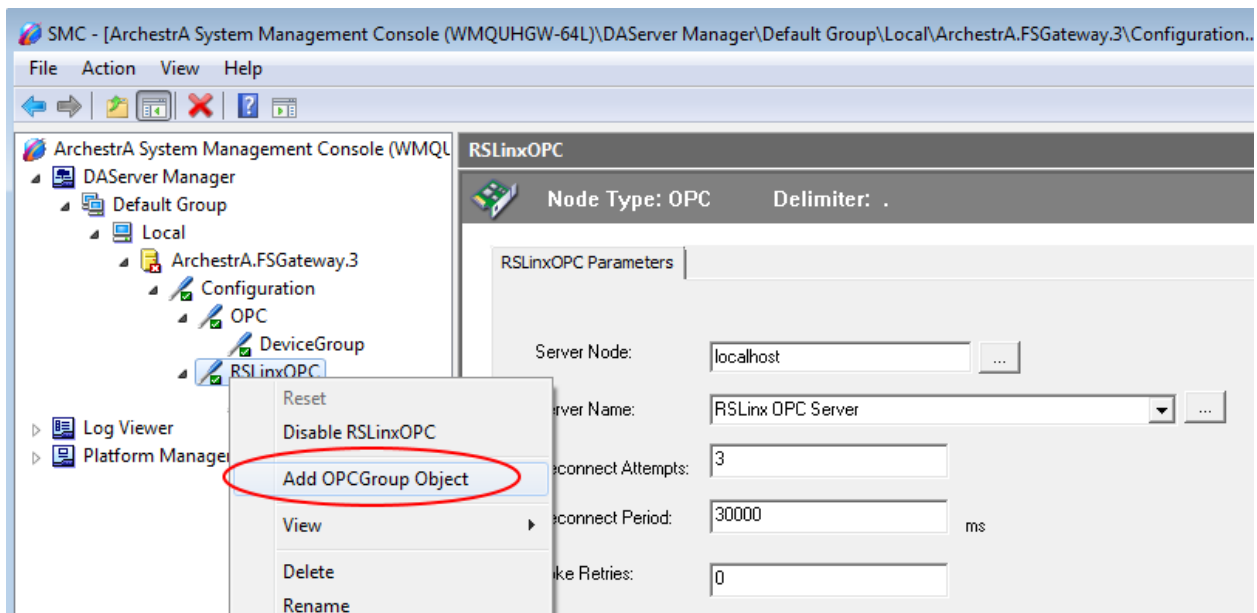 SMC - [ArchestrA System Management Console (WMQUHGW-64L)\DAServer Manager\Default Group\Local\ArchestrA.FSGateway.3\Configuration...
File Action View Help
ArchestrA System Management Console (WMQU
DAServer Manager
Default Group
Local
ArchestrA.FSGateway.3
Configuration
OPC
DeviceGroup
RSLinxOPC
Log Viewer
Platform Manager
Reset
Disable RSLinxOPC
Add OPCGroup Object
View
Delete
Rename
RSLinxOPC
Node Type: OPC Delimiter: .
RSLinxOPC Parameters
Server Node: localhost ...
erver Name: RSLinx OPC Server ...
econnect Attempts: 3
econnect Period: 30000 ms
ke Retries: 0